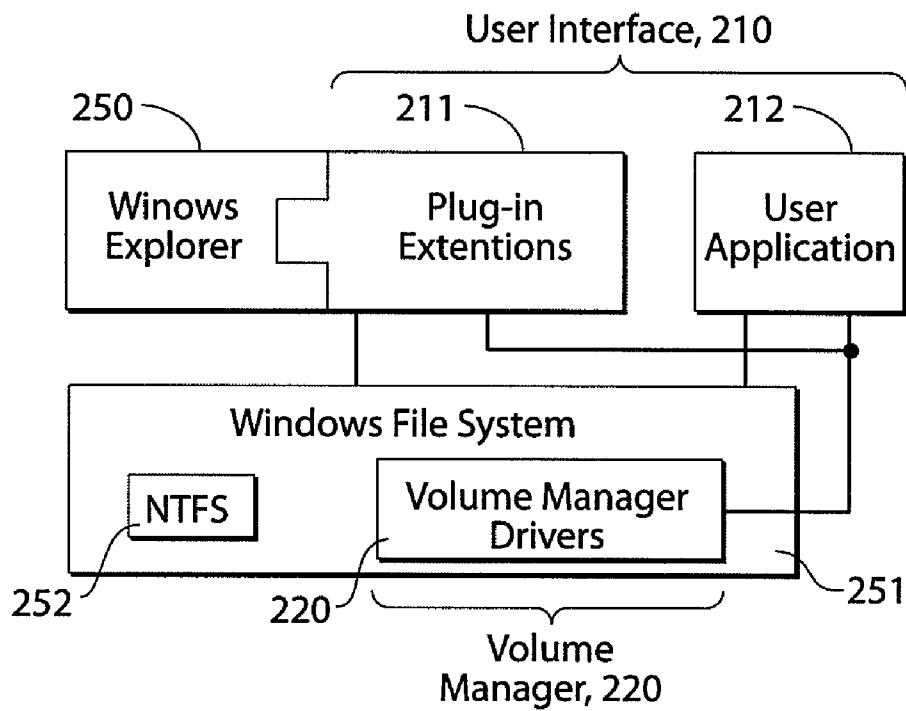 User Interface, 210
250
211
212
Winows
Explorer
Plug-in
Extentions
User
Application
Windows File System
NTFS
Volume Manager
Drivers
252
220
251
Volume
Manager, 220